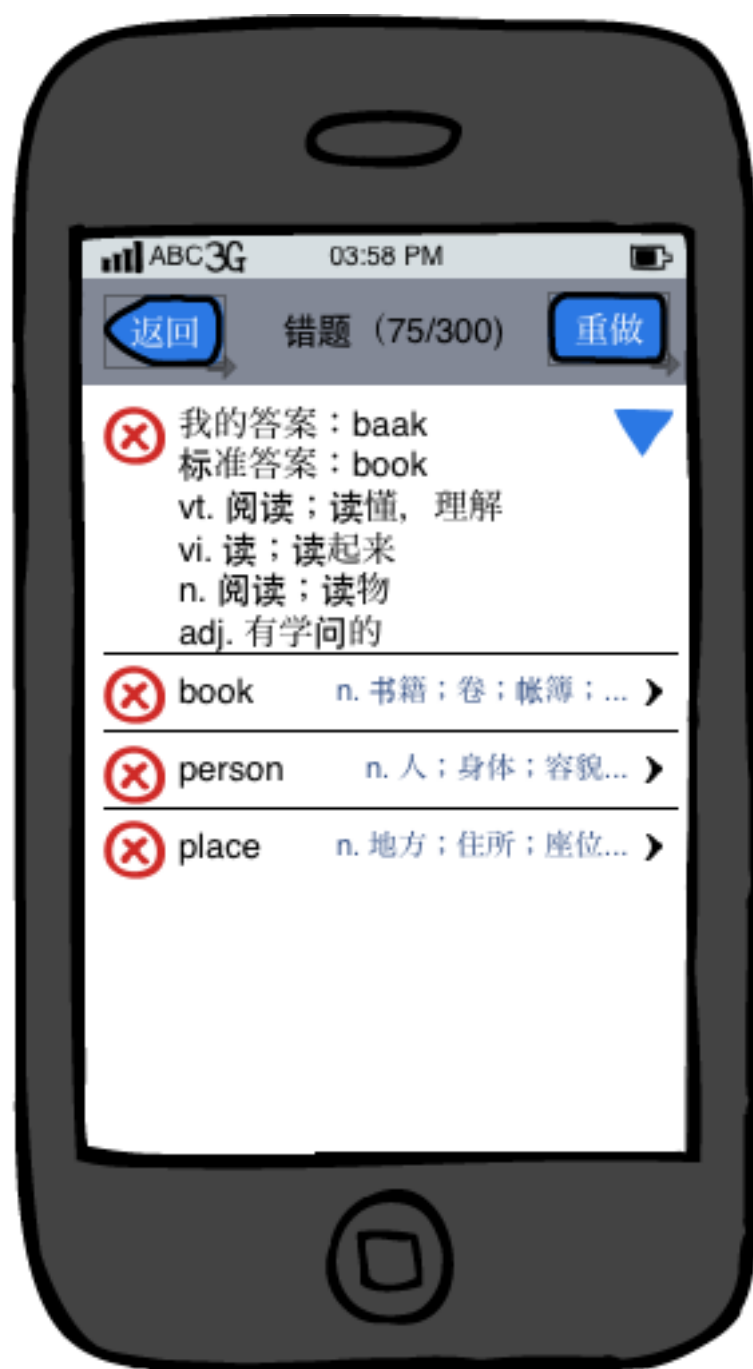 ABC 3G 03:58 PM
返回 错题（75/300) 重做
我的答案：baak
标准答案：book
vt. 阅读；读懂，理解
vi. 读；读起来
n. 阅读；读物
adj. 有学问的
book n. 书籍；卷；帐簿；...
person n. 人；身体；容貌...
place n. 地方；住所；座位...